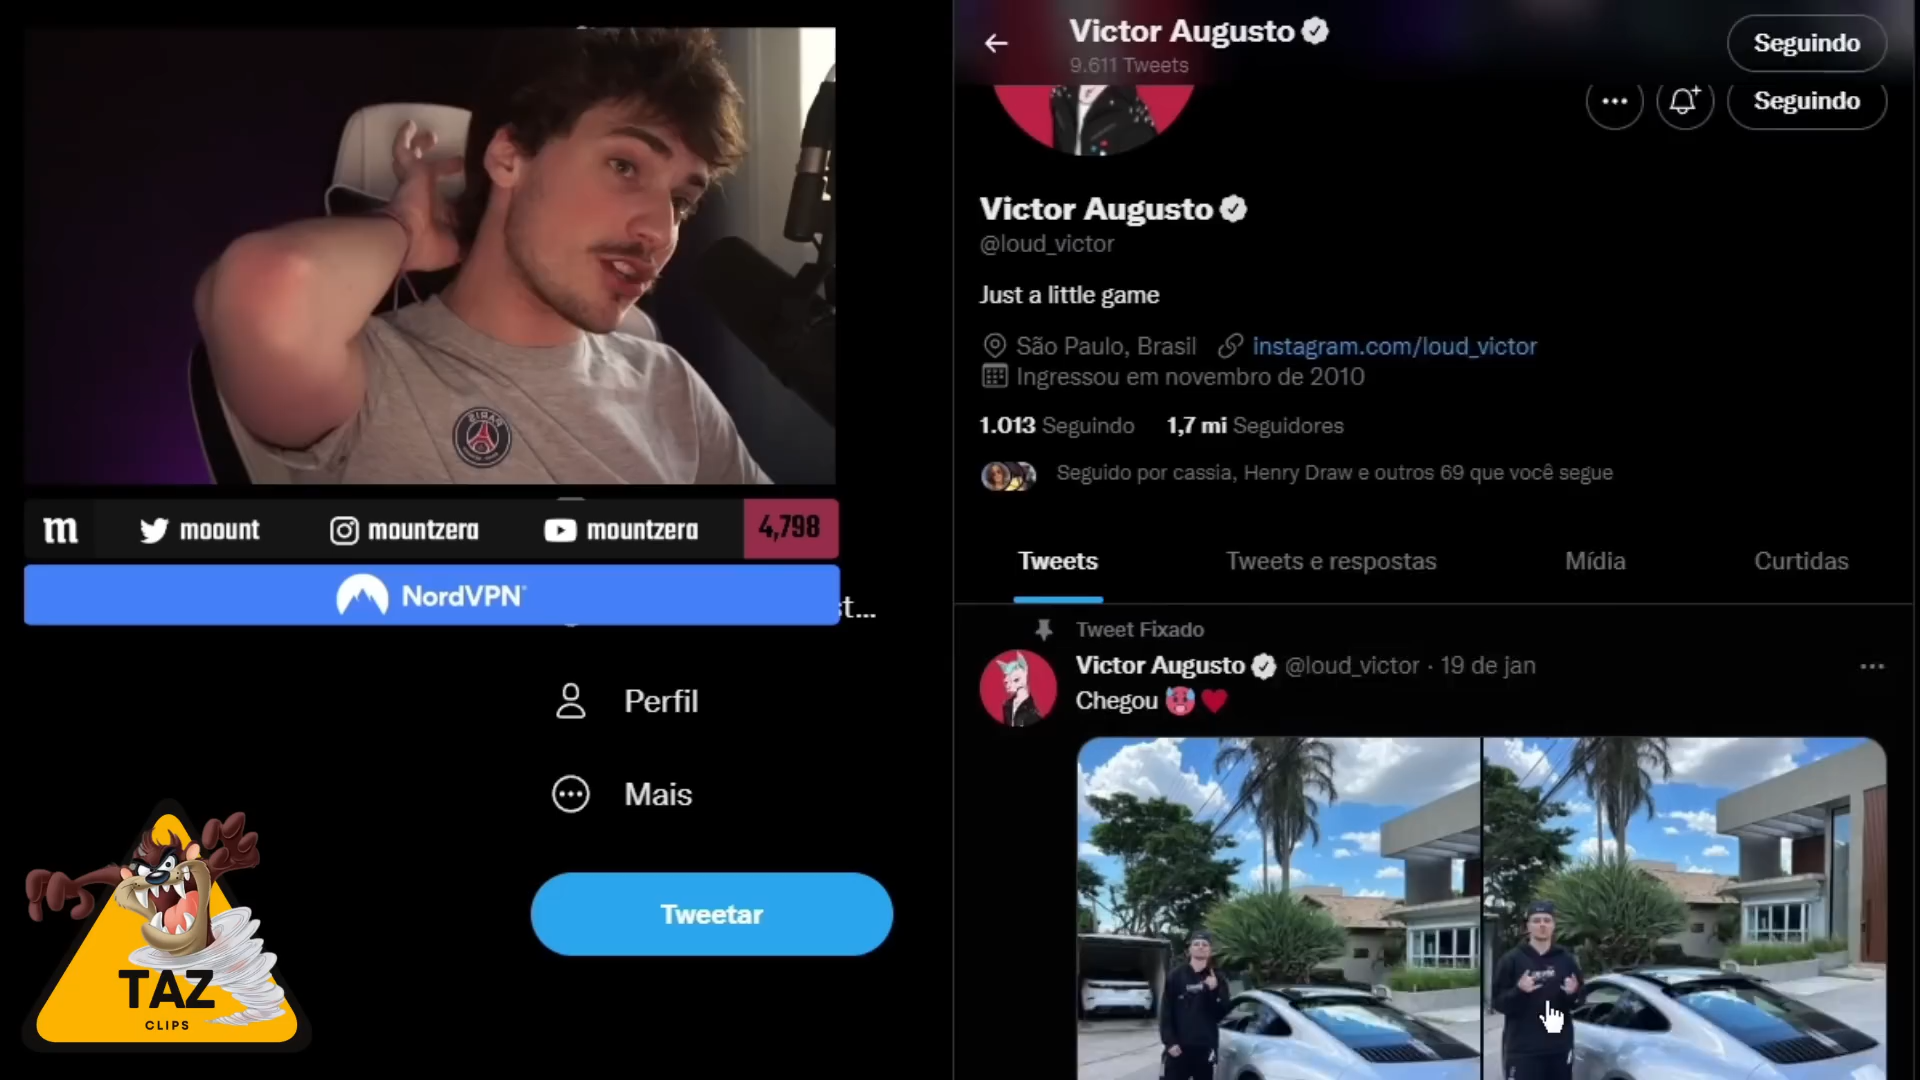 m moount mountzera mountzera 4,798
NordVPN®
st...
Perfil
Mais
Tweetar
TAZ
CLIPS
Victor Augusto
9.611 Tweets
Seguindo
Seguindo
Victor Augusto
@loud_victor
Just a little game
São Paulo, Brasil instagram.com/loud_victor
Ingressou em novembro de 2010
1.013 Seguindo 1,7 mi Seguidores
Seguido por cassia, Henry Draw e outros 69 que você segue
Tweets Tweets e respostas Mídia Curtidas
Tweet Fixado
Victor Augusto @loud_victor · 19 de jan
Chegou 🥵♥